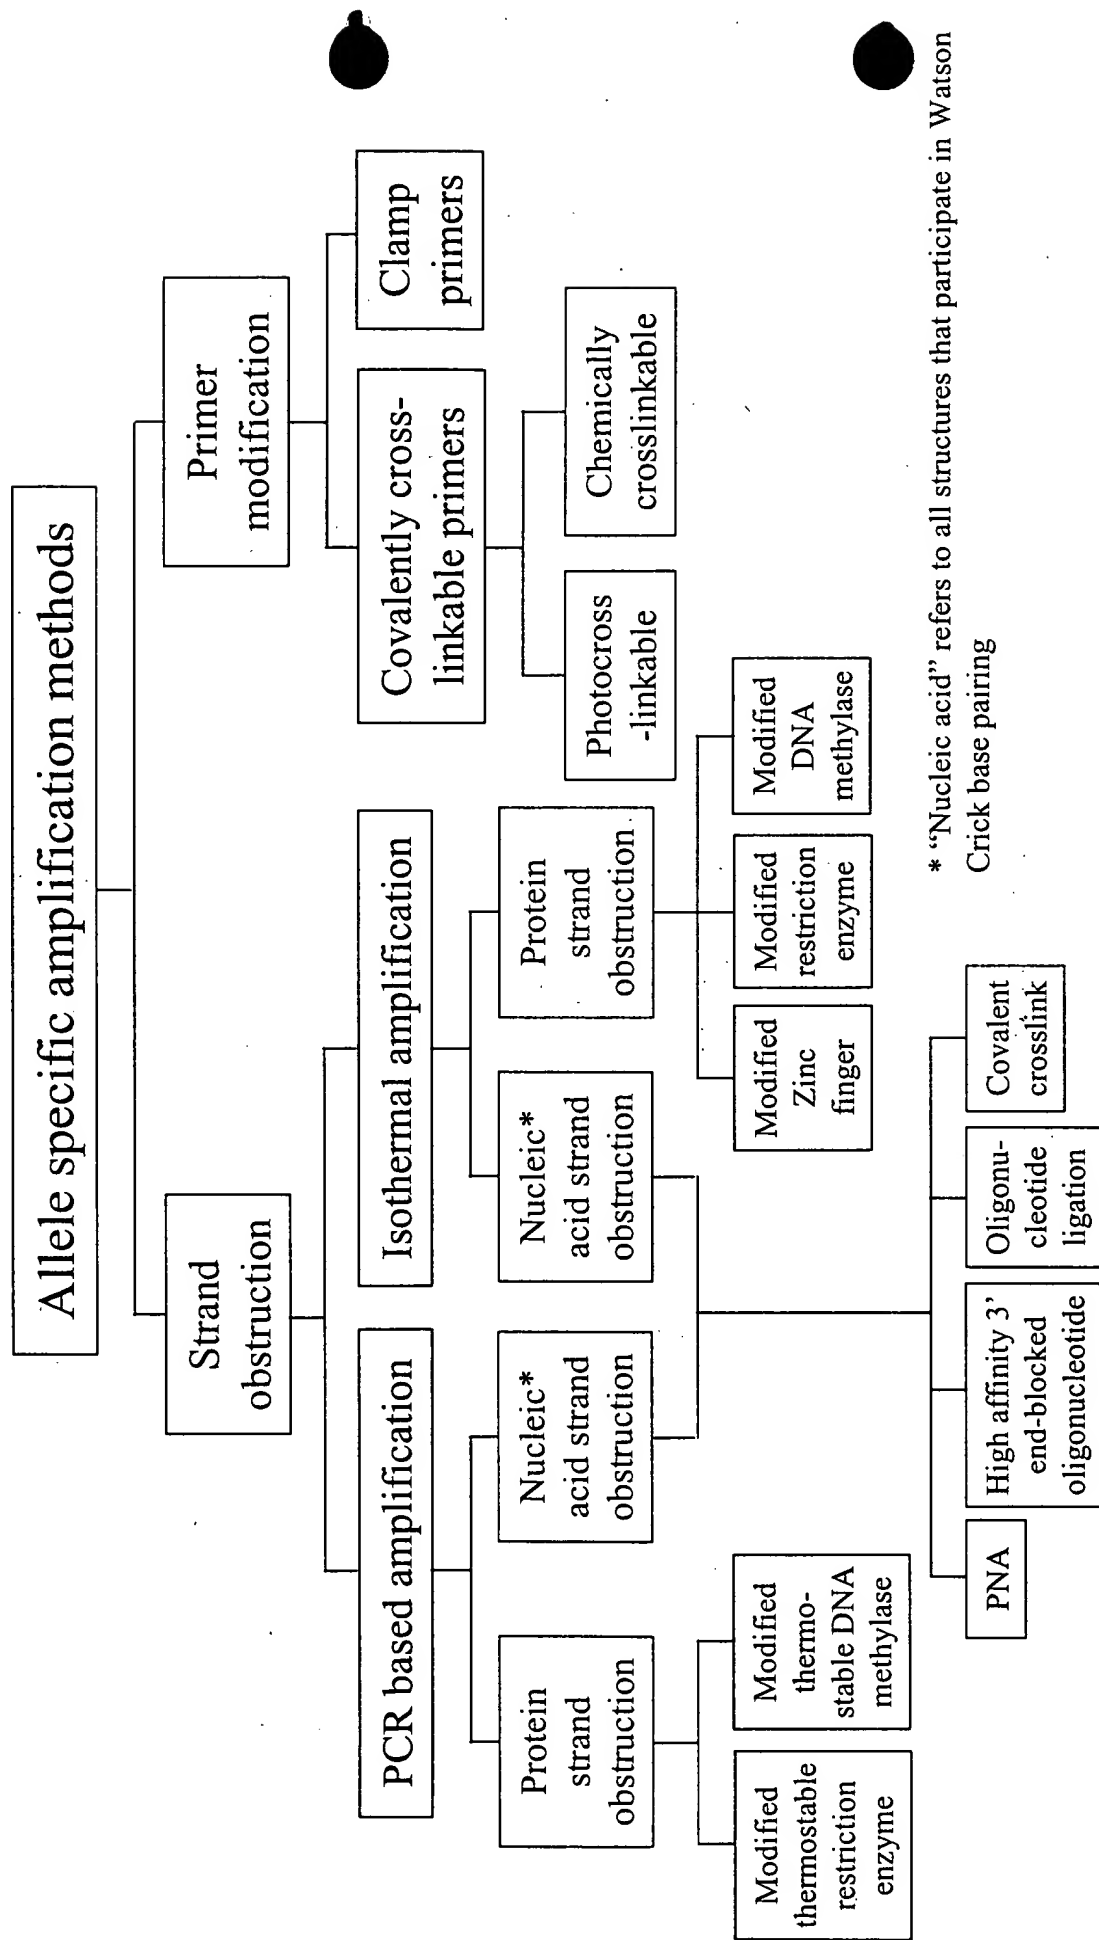 Allele specific amplification methods
Strand
obstruction
Primer
modification
PCR based amplification
Isothermal amplification
Covalently cross-
linkable primers
Clamp
primers
Protein
strand
obstruction
Nucleic*
acid strand
obstruction
Nucleic*
acid strand
obstruction
Protein
strand
obstruction
Photocross
-linkable
Chemically
crosslinkable
Modified
thermostable
restriction
enzyme
Modified
thermo-
stable DNA
methylase
Modified
Zinc
finger
Modified
restriction
enzyme
Modified
DNA
methylase
PNA
High affinity 3'
end-blocked
oligonucleotide
Oligonu-
cleotide
ligation
Covalent
crosslink
* “Nucleic acid” refers to all structures that participate in Watson
Crick base pairing